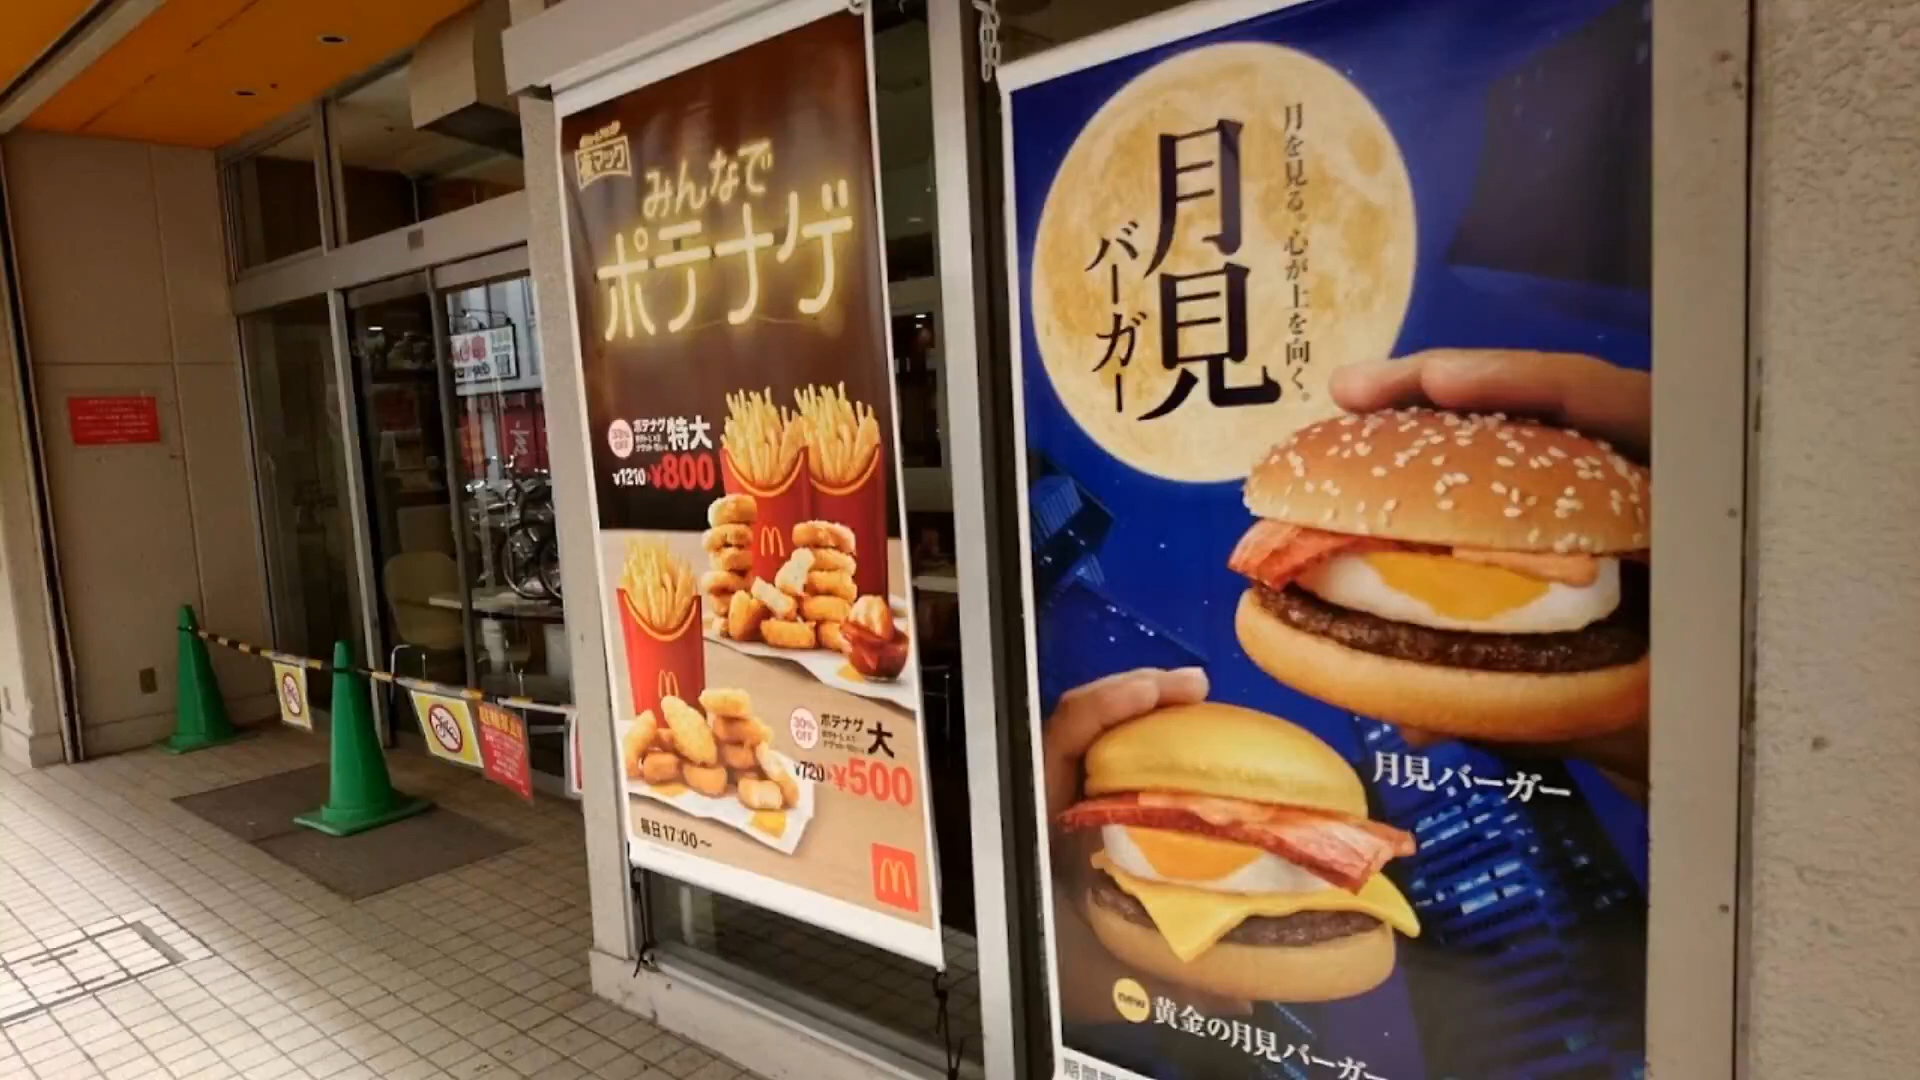 夜マック
みんなで
ポテナゲ
30%
OFF
ポテナゲ
特大
¥1210
¥800
30%
OFF
ポテナゲ
大
¥720
¥500
毎日17:00～
月見
バーガー
月を見る。心が上を向く。
月見バーガー
new
黄金の月見バーガー